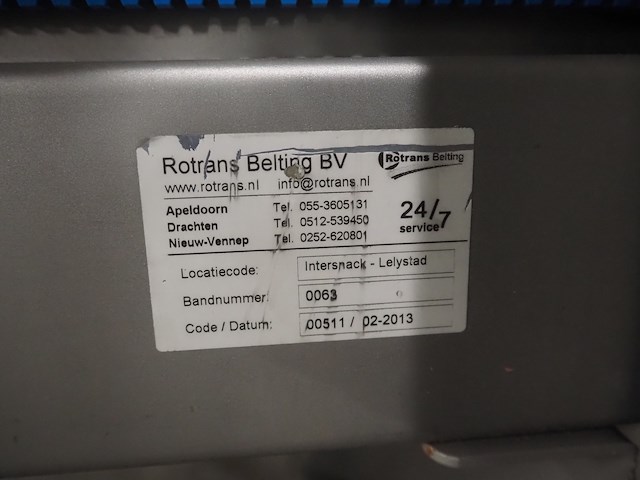 Rotrans Belting BV
Rotrans Belting
www.rotrans.nl info@rotrans.nl
Apeldoorn Tel. 055-3605131
Drachten Tel. 0512-539450
Nieuw-Vennep Tel. 0252-620801
24/7
service
Locatiecode: Intersnack - Lelystad
Bandnummer: 0063
Code / Datum: 00511 / 02-2013